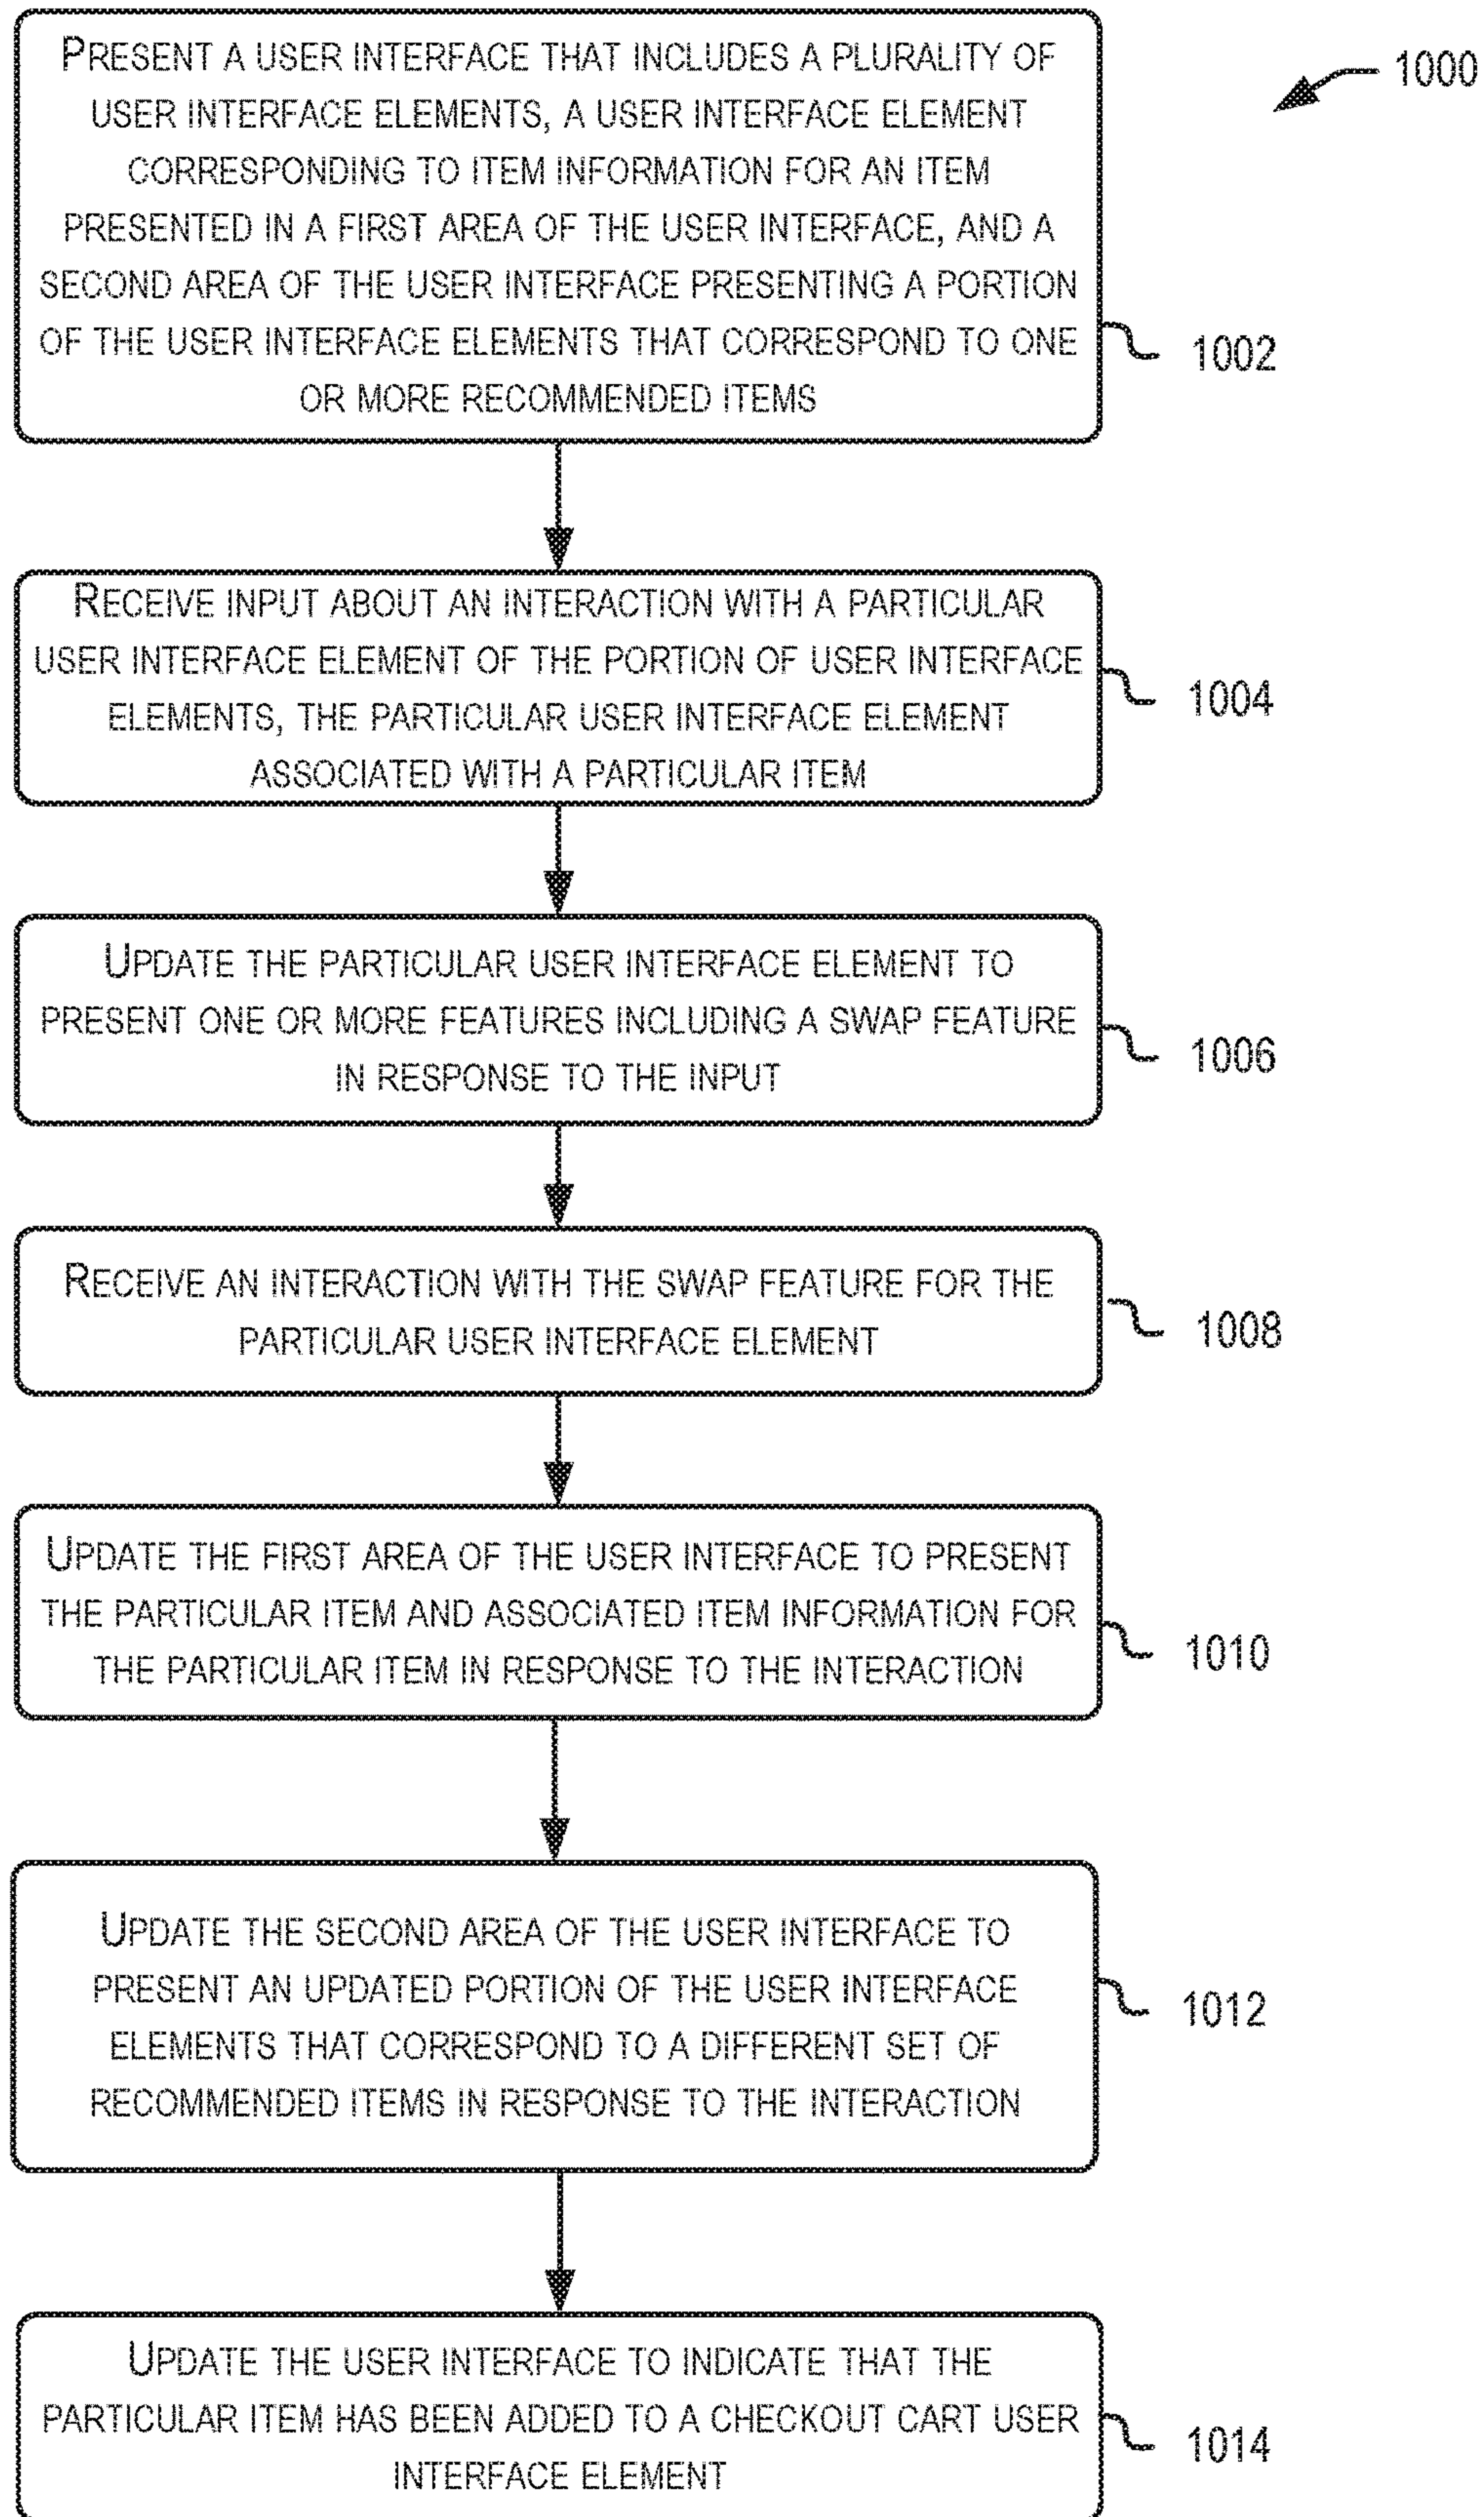 1000
PRESENT A USER INTERFACE THAT INCLUDES A PLURALITY OF
USER INTERFACE ELEMENTS, A USER INTERFACE ELEMENT
CORRESPONDING TO ITEM INFORMATION FOR AN ITEM
PRESENTED IN A FIRST AREA OF THE USER INTERFACE, AND A
SECOND AREA OF THE USER INTERFACE PRESENTING A PORTION
OF THE USER INTERFACE ELEMENTS THAT CORRESPOND TO ONE
OR MORE RECOMMENDED ITEMS
1002
RECEIVE INPUT ABOUT AN INTERACTION WITH A PARTICULAR
USER INTERFACE ELEMENT OF THE PORTION OF USER INTERFACE
ELEMENTS, THE PARTICULAR USER INTERFACE ELEMENT
ASSOCIATED WITH A PARTICULAR ITEM
1004
UPDATE THE PARTICULAR USER INTERFACE ELEMENT TO
PRESENT ONE OR MORE FEATURES INCLUDING A SWAP FEATURE
IN RESPONSE TO THE INPUT
1006
RECEIVE AN INTERACTION WITH THE SWAP FEATURE FOR THE
PARTICULAR USER INTERFACE ELEMENT
1008
UPDATE THE FIRST AREA OF THE USER INTERFACE TO PRESENT
THE PARTICULAR ITEM AND ASSOCIATED ITEM INFORMATION FOR
THE PARTICULAR ITEM IN RESPONSE TO THE INTERACTION
1010
UPDATE THE SECOND AREA OF THE USER INTERFACE TO
PRESENT AN UPDATED PORTION OF THE USER INTERFACE
ELEMENTS THAT CORRESPOND TO A DIFFERENT SET OF
RECOMMENDED ITEMS IN RESPONSE TO THE INTERACTION
1012
UPDATE THE USER INTERFACE TO INDICATE THAT THE
PARTICULAR ITEM HAS BEEN ADDED TO A CHECKOUT CART USER
INTERFACE ELEMENT
1014